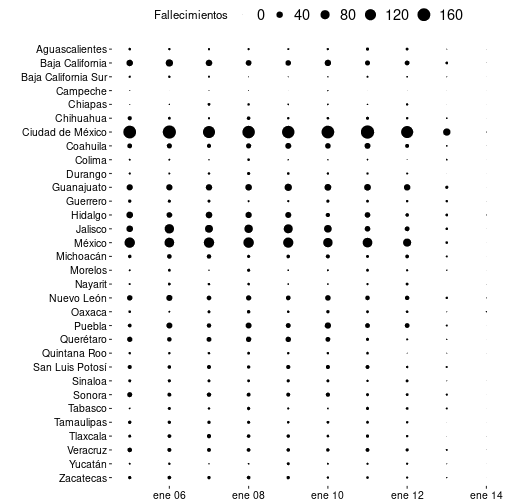 Fallecimientos 0 40 80 120 160
Aguascalientes
Baja California
Baja California Sur
Campeche
Chiapas
Chihuahua
Ciudad de México
Coahuila
Colima
Durango
Guanajuato
Guerrero
Hidalgo
Jalisco
México
Michoacán
Morelos
Nayarit
Nuevo León
Oaxaca
Puebla
Querétaro
Quintana Roo
San Luis Potosí
Sinaloa
Sonora
Tabasco
Tamaulipas
Tlaxcala
Veracruz
Yucatán
Zacatecas
ene 06 ene 08 ene 10 ene 12 ene 14